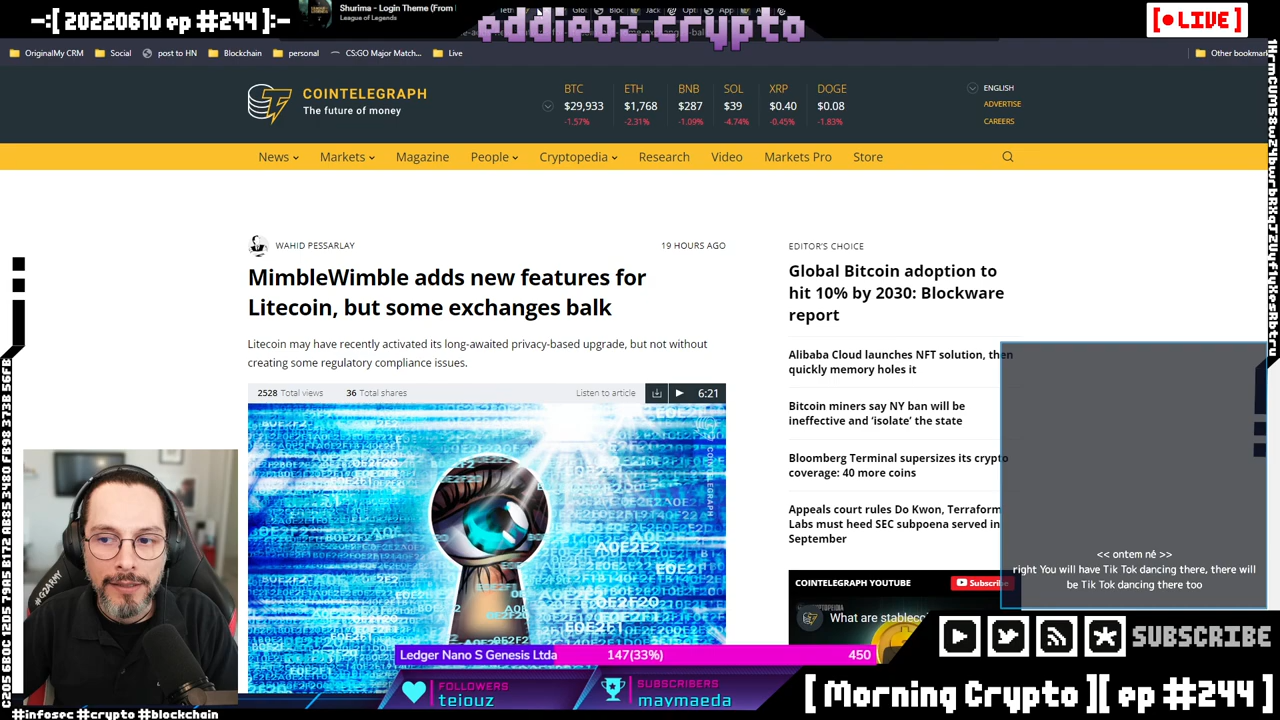 -:[ 20220610 ep #244 ]:-
Shurima - Login Theme (From
League of Legends
eddieoz.crypto
[ ● LIVE ]
OriginalMy CRM
Social
post to HN
Blockchain
personal
CS:GO Major Match...
Live
Other bookmar
COINTELEGRAPH
The future of money
BTC ETH BNB SOL XRP DOGE
$29,933 $1,768 $287 $39 $0.40 $0.08
-1.57% -2.31% -1.09% -4.74% -0.45% -1.83%
ENGLISH
ADVERTISE
CAREERS
News Markets Magazine People Cryptopedia Research Video Markets Pro Store
WAHID PESSARLAY
19 HOURS AGO
MimbleWimble adds new features for
Litecoin, but some exchanges balk
Litecoin may have recently activated its long-awaited privacy-based upgrade, but not without
creating some regulatory compliance issues.
2528 Total views 36 Total shares
Listen to article 6:21
COINTELEGRAPH
EDITOR'S CHOICE
Global Bitcoin adoption to
hit 10% by 2030: Blockware
report
Alibaba Cloud launches NFT solution, then
quickly memory holes it
Bitcoin miners say NY ban will be
ineffective and 'isolate' the state
Bloomberg Terminal supersizes its crypto
coverage: 40 more coins
Appeals court rules Do Kwon, Terraform
Labs must heed SEC subpoena served in
September
COINTELEGRAPH YOUTUBE
Subscribe
What are stablec
<< ontem né >>
right You will have Tik Tok dancing there, there will
be Tik Tok dancing there too
SUBSCRIBE
Ledger Nano S Genesis Ltda 147(33%) 450
FOLLOWERS
teiouz
SUBSCRIBERS
maymaeda
[ Morning Crypto ][ ep #244 ]
#infosec #crypto #blockchain